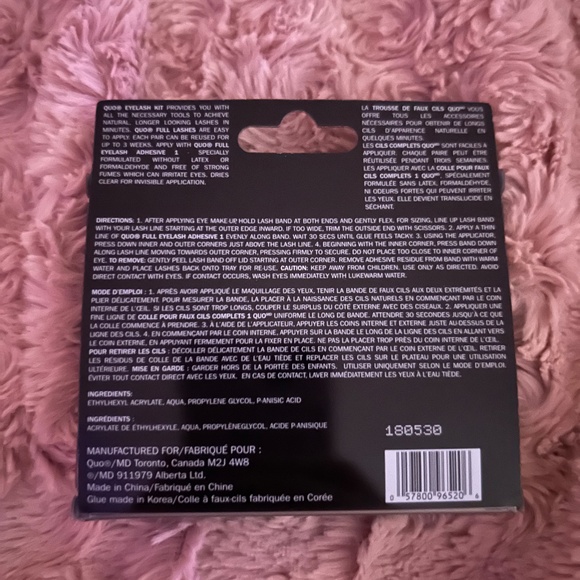 QUO® EYELASH KIT PROVIDES YOU WITH
ALL THE NECESSARY TOOLS TO ACHIEVE
NATURAL, LONGER LOOKING LASHES IN
MINUTES. QUO® FULL LASHES ARE EASY
TO APPLY. EACH PAIR CAN BE REUSED FOR
UP TO 3 WEEKS. APPLY WITH QUO® FULL
EYELASH ADHESIVE 1 : SPECIALLY
FORMULATED WITHOUT LATEX OR
FORMALDEHYDE AND FREE OF STRONG
FUMES WHICH CAN IRRITATE EYES. DRIES
CLEAR FOR INVISIBLE APPLICATION.
LA TROUSSE DE FAUX CILS QUO ᴹᴰ VOUS
OFFRE TOUS LES ACCESSOIRES
NÉCESSAIRES POUR OBTENIR DE LONGS
CILS D'APPARENCE NATURELLE EN
QUELQUES MINUTES.
LES CILS COMPLETS QUO ᴹᴰ SONT FACILES À
APPLIQUER. CHAQUE PAIRE PEUT ÊTRE
RÉUTILISÉE PENDANT TROIS SEMAINES.
LES APPLIQUER AVEC LA COLLE POUR FAUX
CILS COMPLETS 1 QUO ᴹᴰ, SPÉCIALEMENT
FORMULÉE SANS LATEX, FORMALDÉHYDE,
NI ODEURS FORTES QUI PEUVENT IRRITER
LES YEUX. ELLE DEVIENT TRANSLUCIDE EN
SÉCHANT.
DIRECTIONS: 1. AFTER APPLYING EYE MAKE-UP, HOLD LASH BAND AT BOTH ENDS AND GENTLY FLEX. FOR SIZING, LINE UP LASH BAND
WITH YOUR LASH LINE STARTING AT THE OUTER EDGE INWARD. IF TOO WIDE, TRIM THE OUTSIDE END WITH SCISSORS. 2. APPLY A THIN
LINE OF QUO® FULL EYELASH ADHESIVE 1 EVENLY ALONG BAND. WAIT 30 SECONDS UNTIL GLUE FEELS TACKY. 3. USING THE APPLICATOR,
PRESS DOWN INNER AND OUTER CORNERS JUST ABOVE THE LASH LINE. 4. BEGINNING WITH THE INNER CORNER, PRESS BAND DOWN
ALONG LASH LINE MOVING TOWARDS OUTER CORNER, PRESSING FIRMLY TO SECURE. DO NOT PLACE TOO CLOSE TO INNER CORNER OF
EYE. TO REMOVE: GENTLY PEEL LASH BAND OFF LID STARTING AT OUTER CORNER. REMOVE ADHESIVE RESIDUE FROM BAND WITH WARM
WATER AND PLACE LASHES BACK ONTO TRAY FOR RE-USE. CAUTION: KEEP AWAY FROM CHILDREN. USE ONLY AS DIRECTED. AVOID
DIRECT CONTACT WITH EYES. IF CONTACT OCCURS, WASH EYES IMMEDIATELY WITH LUKEWARM WATER.
MODE D'EMPLOI : 1. APRÈS AVOIR APPLIQUÉ LE MAQUILLAGE DES YEUX, TENIR LA BANDE DE FAUX CILS AUX DEUX EXTRÉMITÉS ET LA
PLIER DÉLICATEMENT. POUR MESURER LA BANDE, LA PLACER À LA NAISSANCE DES CILS NATURELS EN COMMENÇANT PAR LE COIN
INTERNE DE L'ŒIL. SI LES CILS SONT TROP LONGS, COUPER LE SURPLUS DU CÔTÉ EXTERNE AVEC DES CISEAUX. 2. APPLIQUER UNE
FINE LIGNE DE COLLE POUR FAUX CILS COMPLETS 1 QUO ᴹᴰ UNIFORME LE LONG DE BANDE. ATTENDRE 30 SECONDES JUSQU'À CE QUE
LA COLLE COMMENCE À PRENDRE. 3. À L'AIDE DE L'APPLICATEUR, APPUYER LES COINS INTERNE ET EXTERNE JUSTE AU-DESSUS DE LA
LIGNE DES CILS. 4. EN COMMENÇANT PAR LE COIN INTERNE, APPUYER SUR LA BANDE LE LONG DE LA LIGNE DES CILS EN ALLANT VERS
LE COIN EXTERNE, EN APPUYANT FERMEMENT POUR LA FIXER EN PLACE. NE PAS LA PLACER TROP PRÈS DU COIN INTERNE DE L'ŒIL.
POUR RETIRER LES CILS : DÉCOLLER DÉLICATEMENT LA BANDE DE CILS EN COMMENÇANT PAR LE COIN EXTERNE DE L'ŒIL. RETIRER
LES RÉSIDUS DE COLLE DE LA BANDE AVEC DE L'EAU TIÈDE ET REPLACER LES CILS SUR LE PLATEAU POUR UNE UTILISATION
ULTÉRIEURE. MISE EN GARDE : GARDER HORS DE LA PORTÉE DES ENFANTS. UTILISER UNIQUEMENT SELON LE MODE D'EMPLOI.
ÉVITER TOUT CONTACT DIRECT AVEC LES YEUX. EN CAS DE CONTACT, LAVER IMMÉDIATEMENT LES YEUX À L'EAU TIÈDE.
INGREDIENTS:
ETHYLHEXYL ACRYLATE, AQUA, PROPYLENE GLYCOL, P-ANISIC ACID
INGRÉDIENTS :
ACRYLATE DE ÉTHYLHEXYLE, AQUA, PROPYLÈNEGLYCOL, ACIDE P-ANISIQUE
180530
MANUFACTURED FOR/FABRIQUÉ POUR :
Quo®/MD Toronto, Canada M2J 4W8
®/MD 911979 Alberta Ltd.
Made in China/Fabriqué en Chine
Glue made in Korea/Colle à faux-cils fabriquée en Corée
0 57800 96520 6